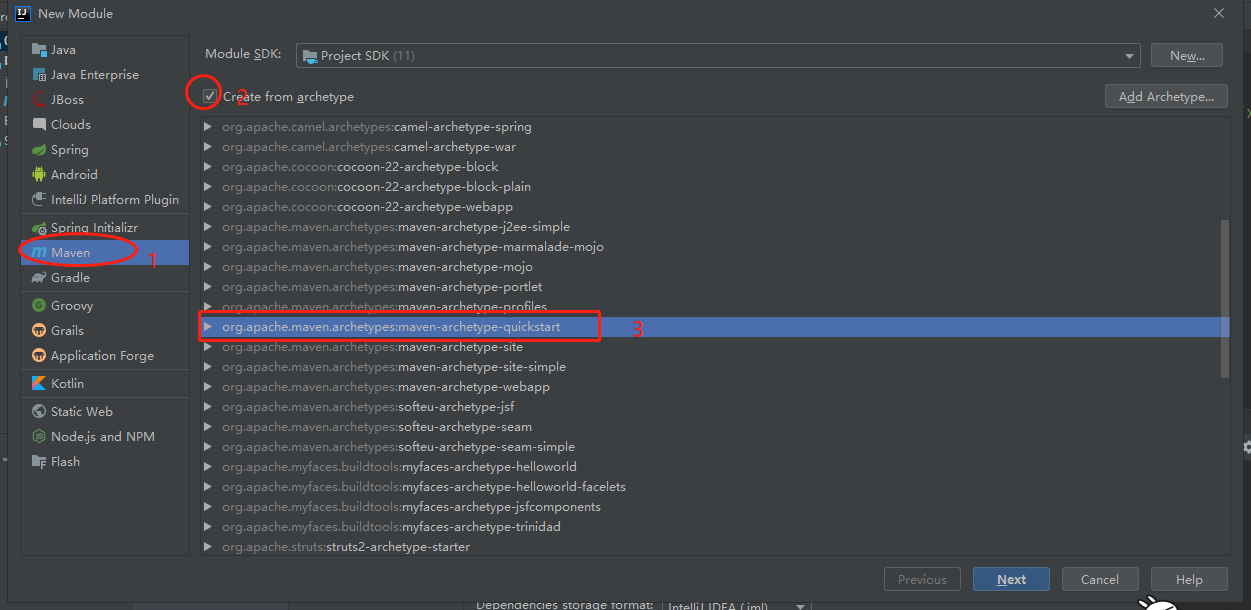 New Module
Java
Java Enterprise
JBoss
Clouds
Spring
Android
IntelliJ Platform Plugin
Spring Initializr
Maven
1
Gradle
Groovy
Grails
Application Forge
Kotlin
Static Web
Node.js and NPM
Flash
Module SDK:
Project SDK (11)
New...
2
Create from archetype
Add Archetype...
org.apache.camel.archetypes:camel-archetype-spring
org.apache.camel.archetypes:camel-archetype-war
org.apache.cocoon:cocoon-22-archetype-block
org.apache.cocoon:cocoon-22-archetype-block-plain
org.apache.cocoon:cocoon-22-archetype-webapp
org.apache.maven.archetypes:maven-archetype-j2ee-simple
org.apache.maven.archetypes:maven-archetype-marmalade-mojo
org.apache.maven.archetypes:maven-archetype-mojo
org.apache.maven.archetypes:maven-archetype-portlet
org.apache.maven.archetypes:maven-archetype-profiles
org.apache.maven.archetypes:maven-archetype-quickstart
3
org.apache.maven.archetypes:maven-archetype-site
org.apache.maven.archetypes:maven-archetype-site-simple
org.apache.maven.archetypes:maven-archetype-webapp
org.apache.maven.archetypes:softeu-archetype-jsf
org.apache.maven.archetypes:softeu-archetype-seam
org.apache.maven.archetypes:softeu-archetype-seam-simple
org.apache.myfaces.buildtools:myfaces-archetype-helloworld
org.apache.myfaces.buildtools:myfaces-archetype-helloworld-facelets
org.apache.myfaces.buildtools:myfaces-archetype-jsfcomponents
org.apache.myfaces.buildtools:myfaces-archetype-trinidad
org.apache.struts:struts2-archetype-starter
Previous
Next
Cancel
Help
Dependencies storage format:
IntelliJ IDEA (.iml)